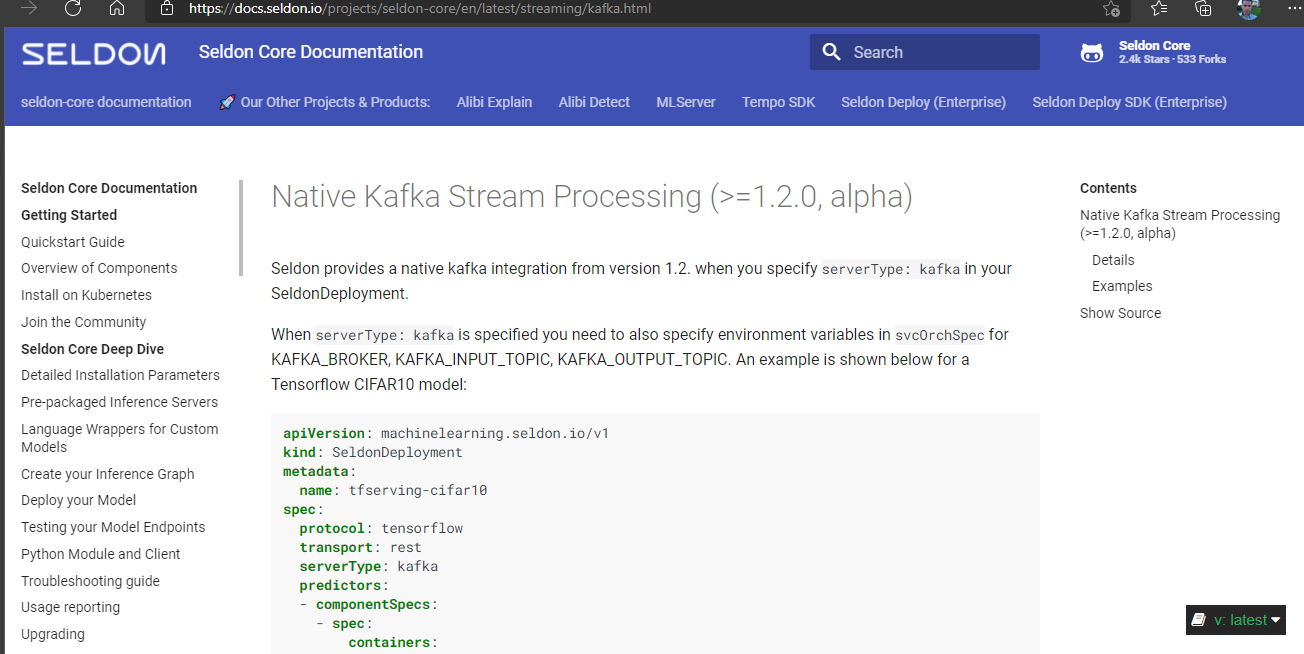 https://docs.seldon.io/projects/seldon-core/en/latest/streaming/kafka.html
SELDON
Seldon Core Documentation
Search
Seldon Core
2.4k Stars · 533 Forks
seldon-core documentation
🚀 Our Other Projects & Products:
Alibi Explain
Alibi Detect
MLServer
Tempo SDK
Seldon Deploy (Enterprise)
Seldon Deploy SDK (Enterprise)
Seldon Core Documentation
Getting Started
Quickstart Guide
Overview of Components
Install on Kubernetes
Join the Community
Seldon Core Deep Dive
Detailed Installation Parameters
Pre-packaged Inference Servers
Language Wrappers for Custom
Models
Create your Inference Graph
Deploy your Model
Testing your Model Endpoints
Python Module and Client
Troubleshooting guide
Usage reporting
Upgrading
Native Kafka Stream Processing (>=1.2.0, alpha)
Seldon provides a native kafka integration from version 1.2. when you specify serverType: kafka in your
SeldonDeployment.
When serverType: kafka is specified you need to also specify environment variables in svcOrchSpec for
KAFKA_BROKER, KAFKA_INPUT_TOPIC, KAFKA_OUTPUT_TOPIC. An example is shown below for a
Tensorflow CIFAR10 model:
apiVersion: machinelearning.seldon.io/v1
kind: SeldonDeployment
metadata:
  name: tfserving-cifar10
spec:
  protocol: tensorflow
  transport: rest
  serverType: kafka
  predictors:
  - componentSpecs:
    - spec:
        containers:
Contents
Native Kafka Stream Processing
(>=1.2.0, alpha)
Details
Examples
Show Source
v: latest